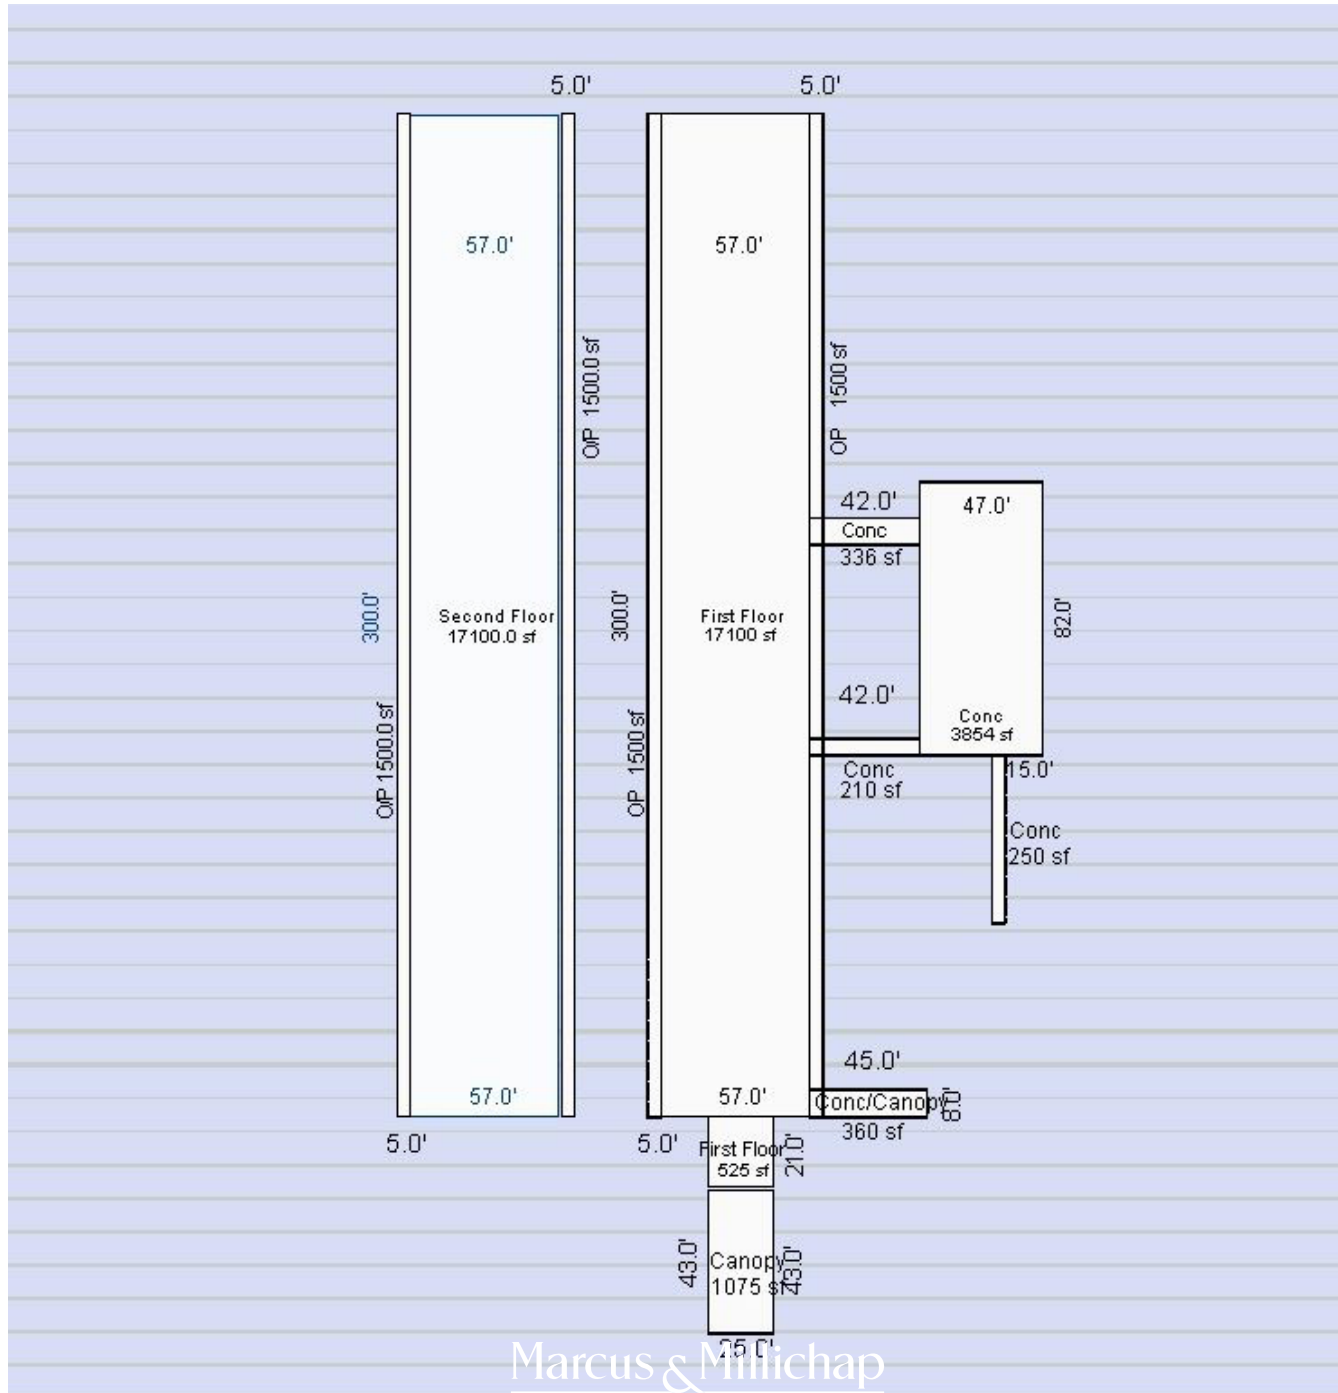 5.0'
5.0'
57.0'
57.0'
O/P 1500.0 sf
OP 1500 sf
42.0'
Conc
336 sf
47.0'
300.0'
Second Floor
17100.0 sf
300.0'
First Floor
17100 sf
82.0'
42.0'
O/P 1500.0 sf
OP 1500 sf
Conc
3854 sf
Conc
210 sf
15.0'
Conc
250 sf
45.0'
57.0'
57.0'
Conc/Canopy
8.0'
360 sf
5.0'
5.0'
First Floor
525 sf
21.0'
43.0'
Canopy
1075 sf
43.0'
25.0'
Marcus & Millichap